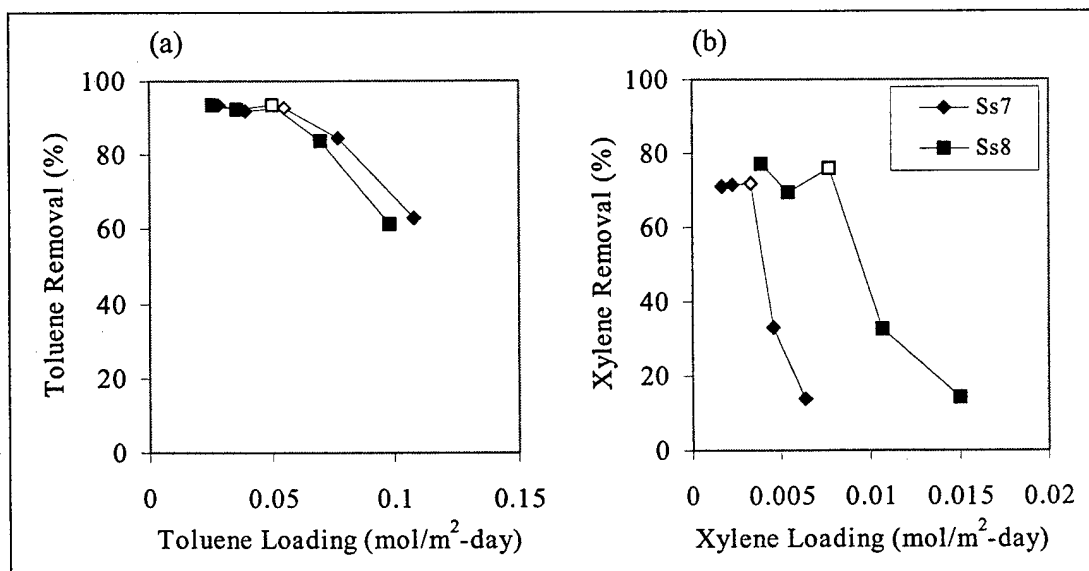 (a)
100
80
60
40
20
0
Toluene Removal (%)
0 0.05 0.1 0.15
Toluene Loading (mol/m²-day)
(b)
100
80
60
40
20
0
Xylene Removal (%)
Ss7
Ss8
0 0.005 0.01 0.015 0.02
Xylene Loading (mol/m²-day)